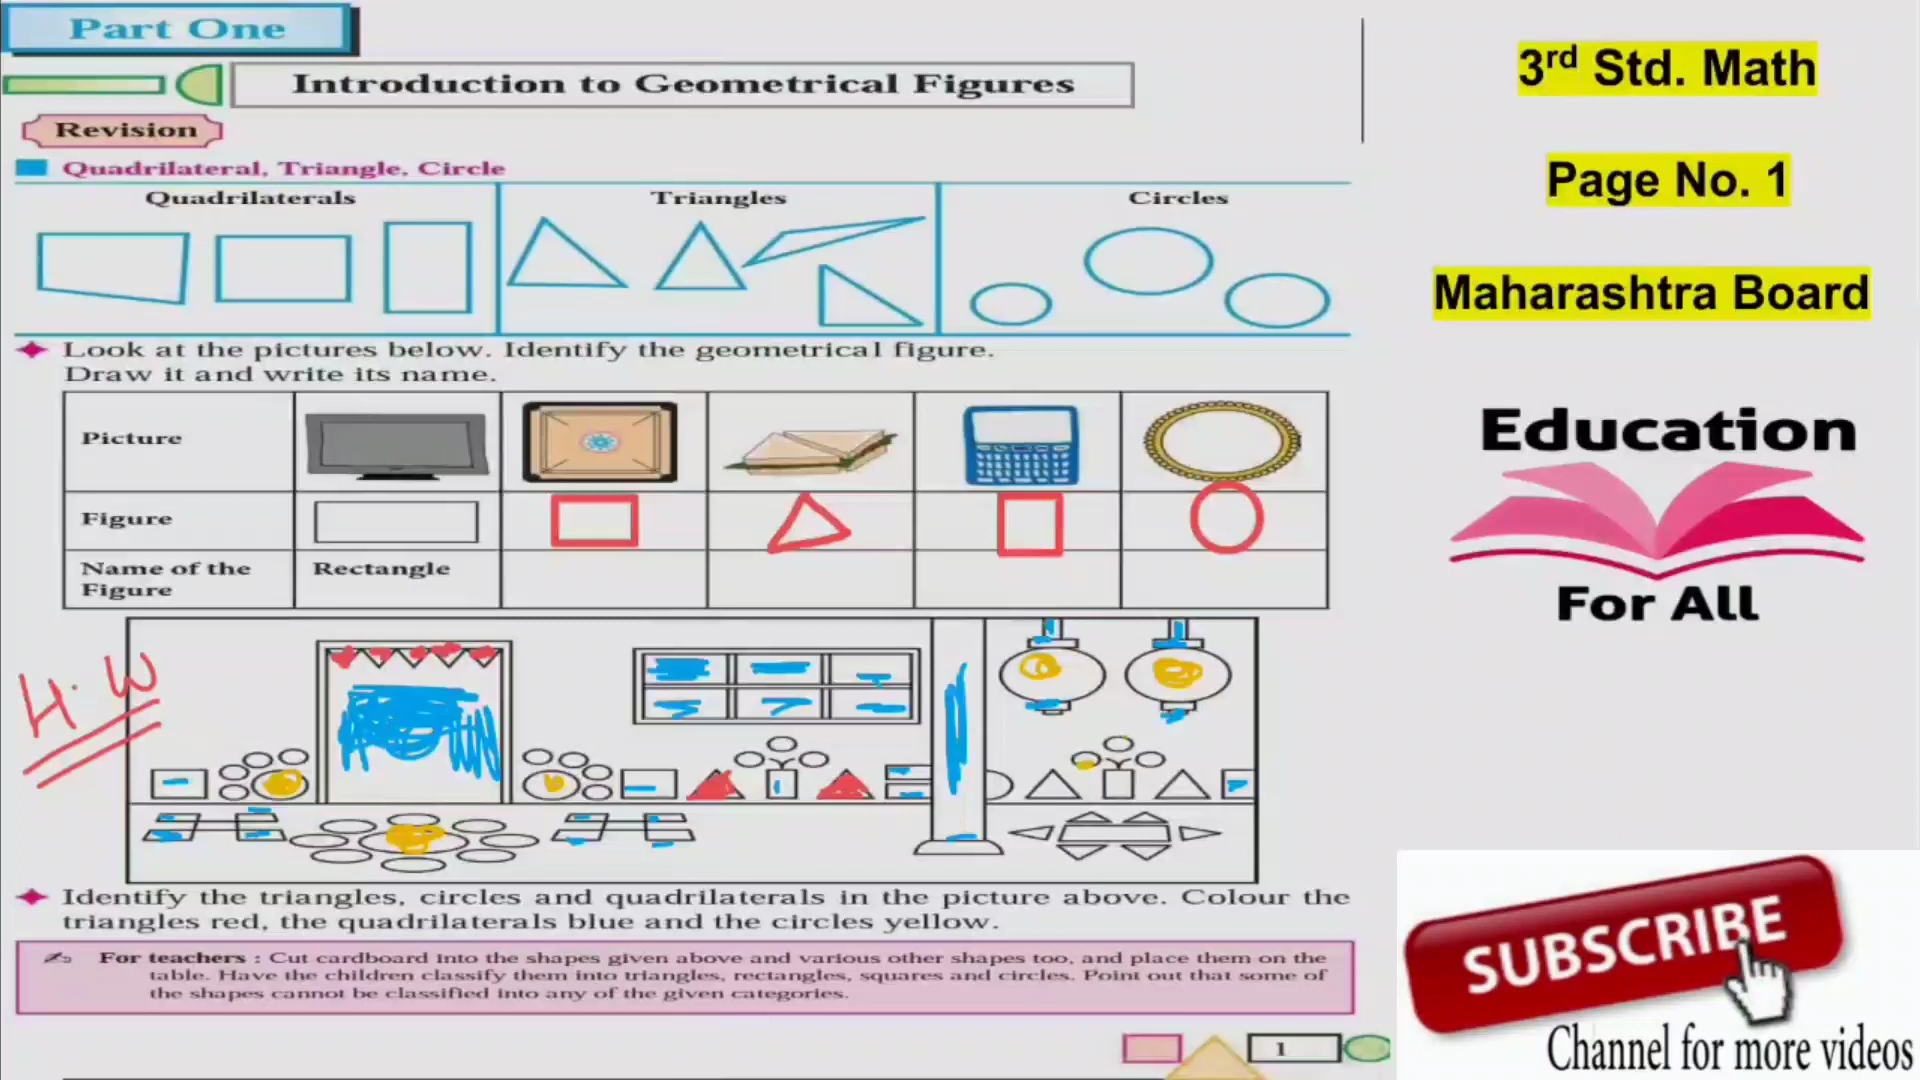 Part One
Introduction to Geometrical Figures
Revision
Quadrilateral, Triangle, Circle
Quadrilaterals Triangles Circles
Look at the pictures below. Identify the geometrical figure.
Draw it and write its name.
Picture
Figure
Name of the Figure
Rectangle
H.W
Identify the triangles, circles and quadrilaterals in the picture above. Colour the
triangles red, the quadrilaterals blue and the circles yellow.
For teachers : Cut cardboard into the shapes given above and various other shapes too, and place them on the
table. Have the children classify them into triangles, rectangles, squares and circles. Point out that some of
the shapes cannot be classified into any of the given categories.
1
3rd Std. Math
Page No. 1
Maharashtra Board
Education
For All
SUBSCRIBE
Channel for more videos